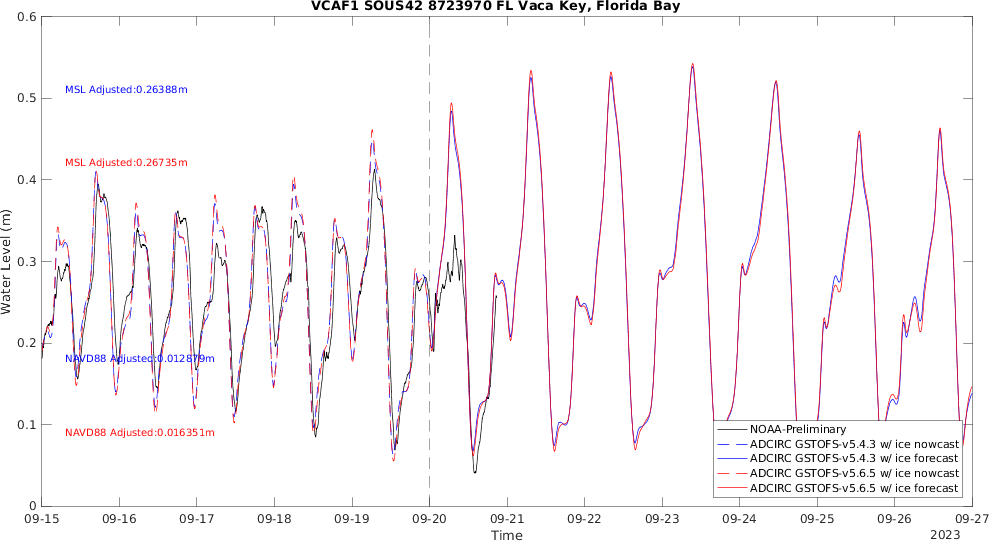 VCAF1 SOUS42 8723970 FL Vaca Key, Florida Bay
0.6
0.5
0.4
0.3
0.2
0.1
0
Water Level (m)
MSL Adjusted:0.26388m
MSL Adjusted:0.26735m
NAVD88 Adjusted:0.012879m
NAVD88 Adjusted:0.016351m
NOAA-Preliminary
ADCIRC GSTOFS-v5.4.3 w/ ice nowcast
ADCIRC GSTOFS-v5.4.3 w/ ice forecast
ADCIRC GSTOFS-v5.6.5 w/ ice nowcast
ADCIRC GSTOFS-v5.6.5 w/ ice forecast
09-15 09-16 09-17 09-18 09-19 09-20 09-21 09-22 09-23 09-24 09-25 09-26 09-27
Time
2023